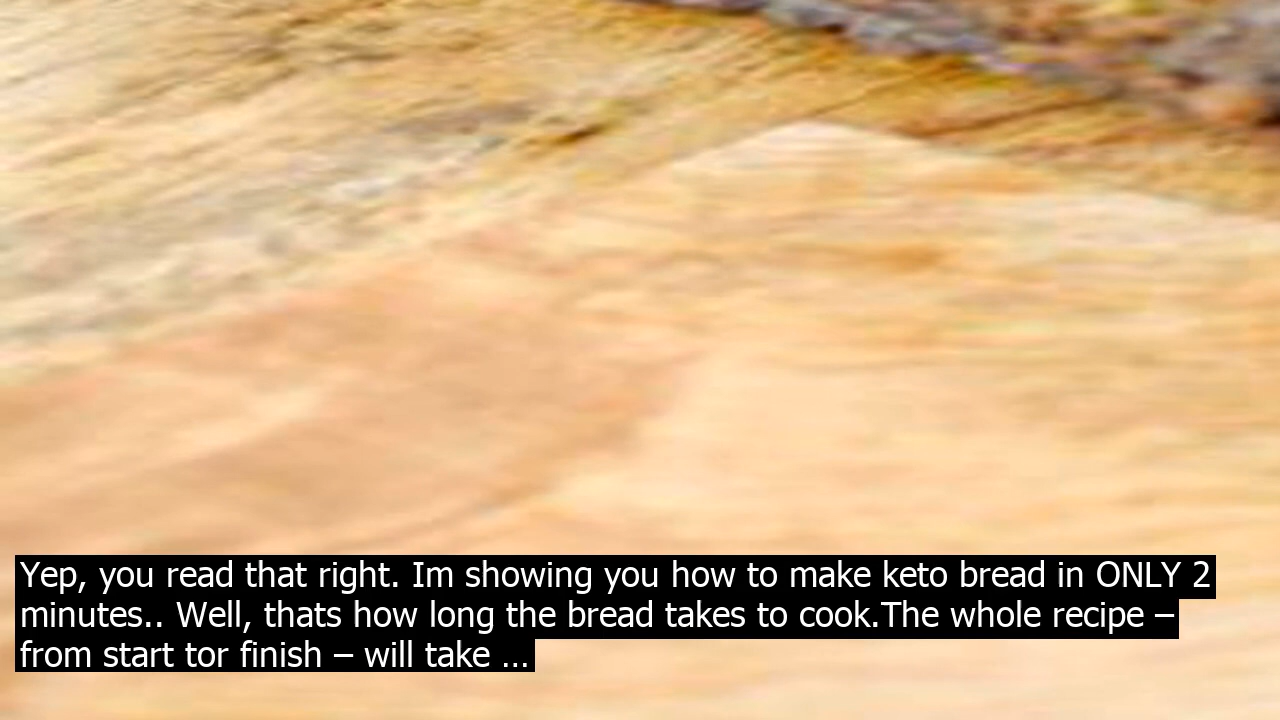 Yep, you read that right. Im showing you how to make keto bread in ONLY 2
minutes.. Well, thats how long the bread takes to cook.The whole recipe –
from start tor finish – will take ...